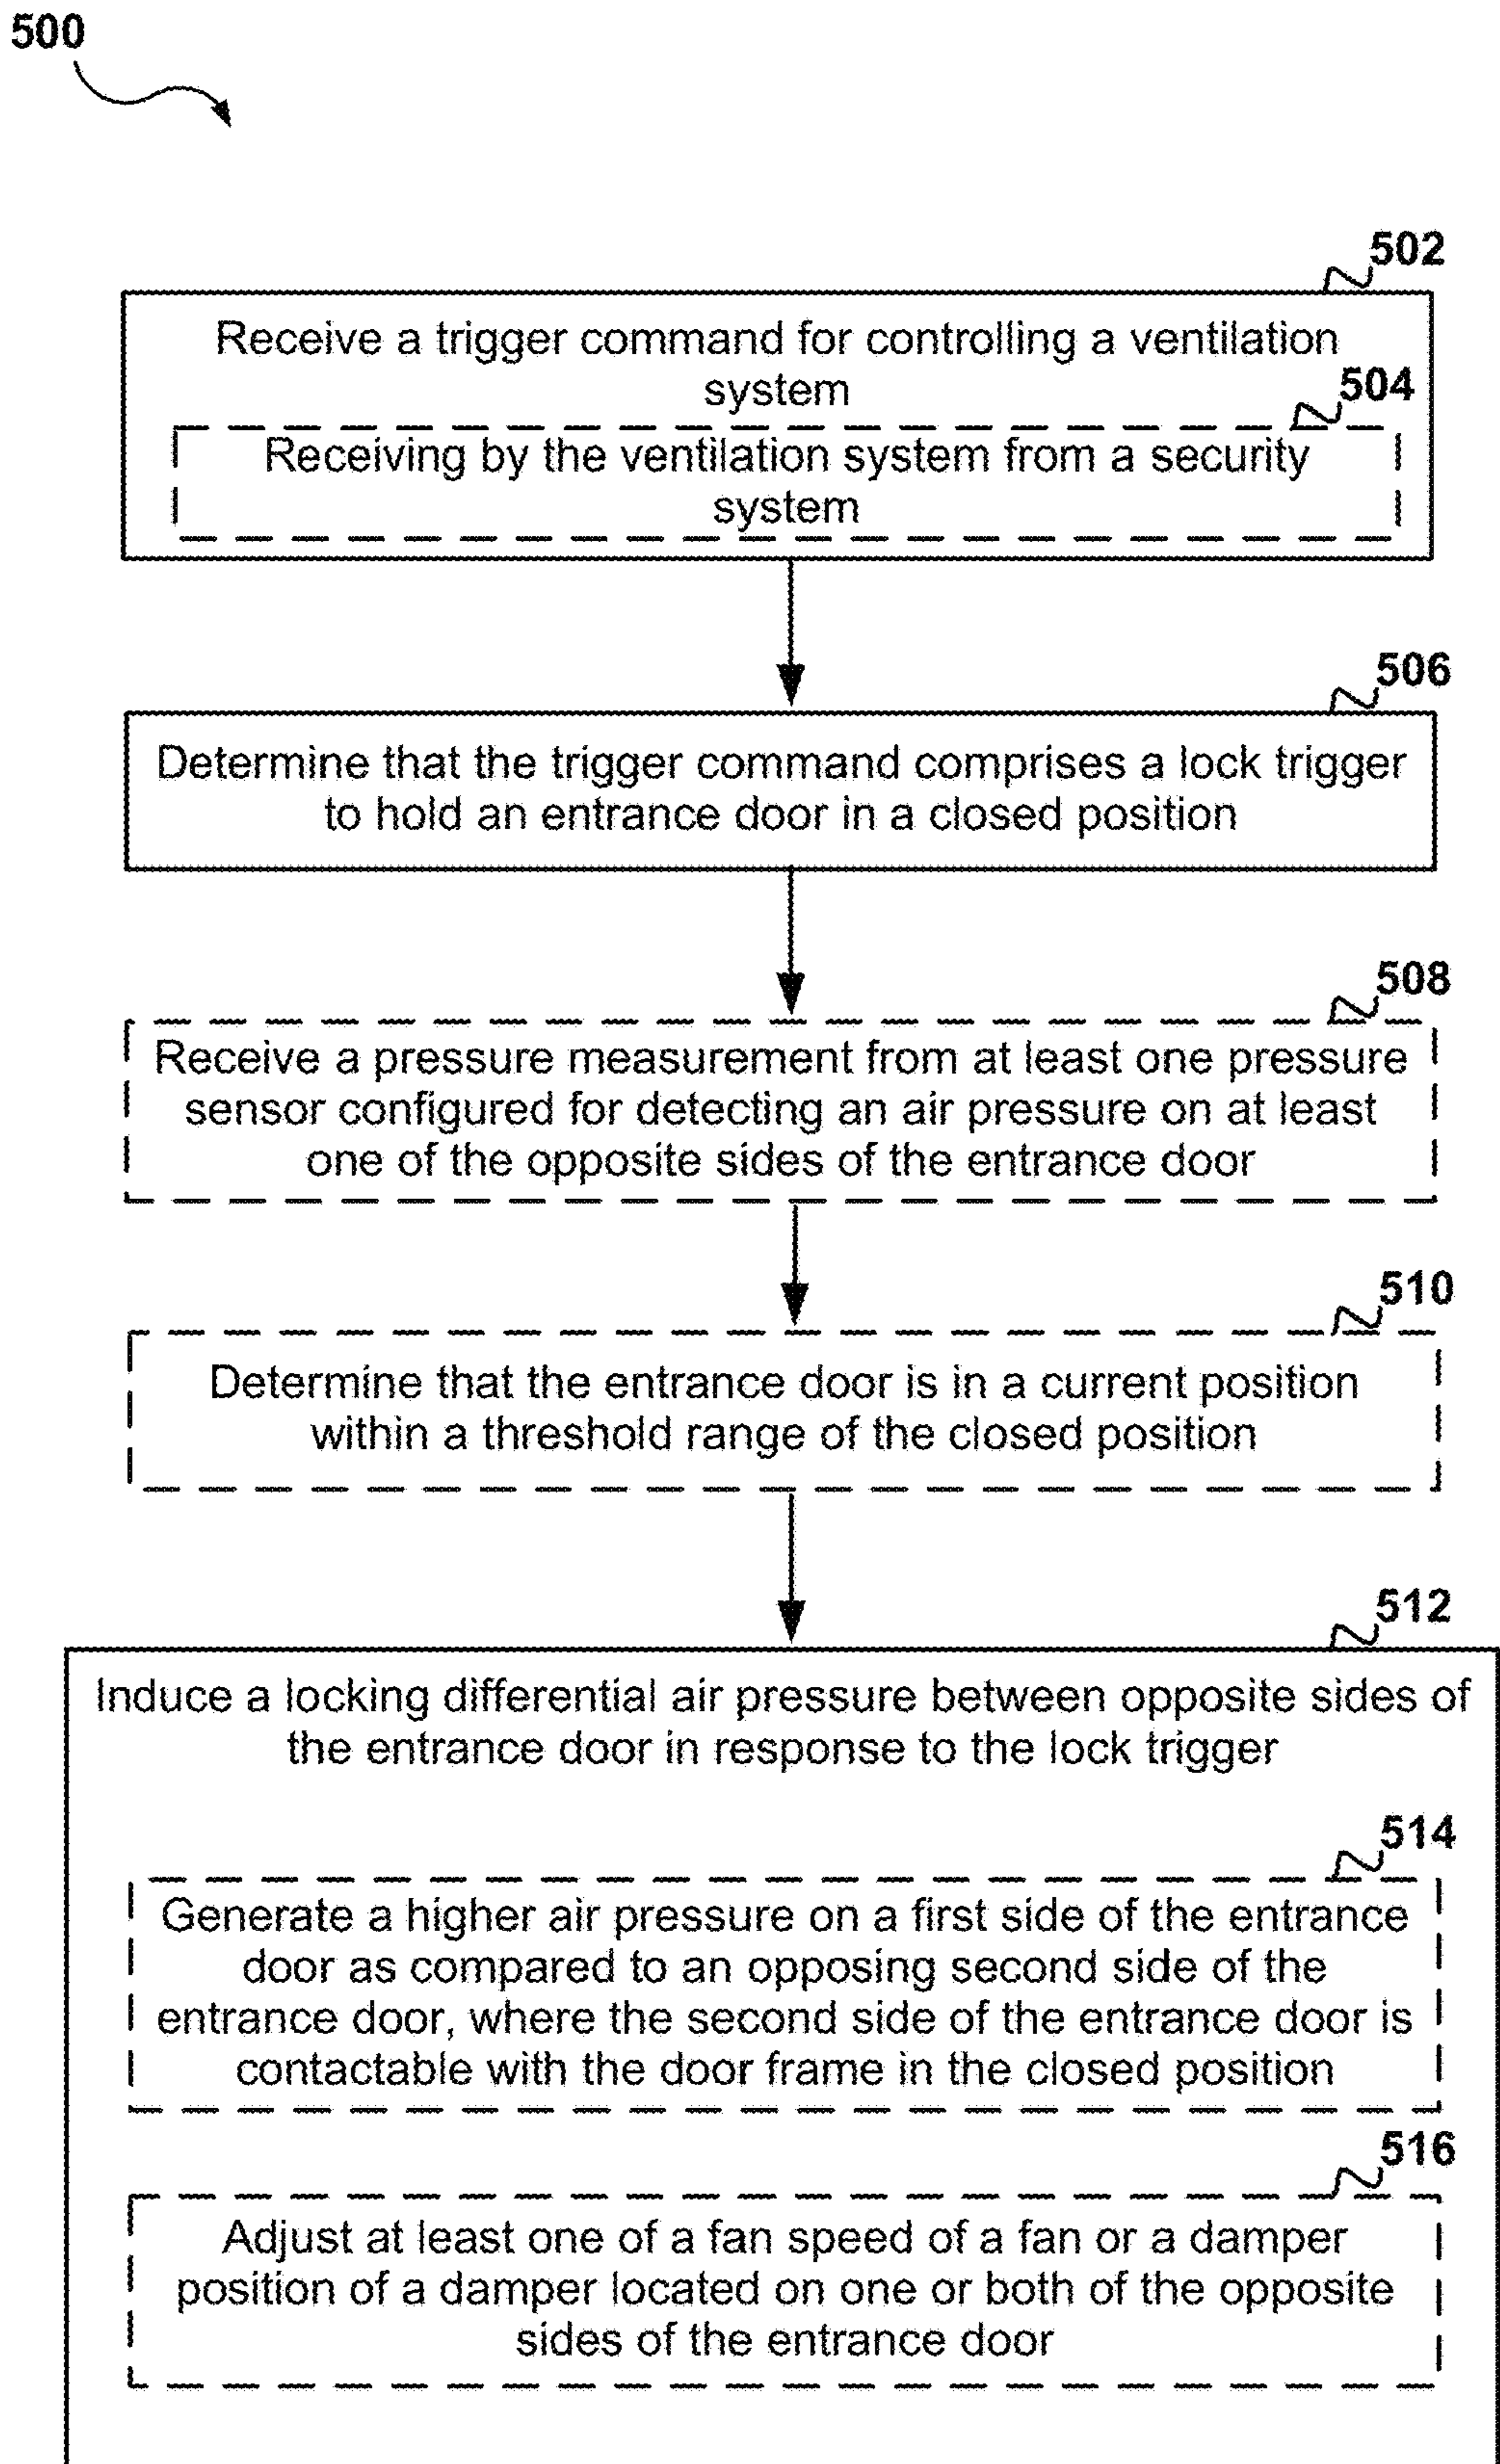 500
502
Receive a trigger command for controlling a ventilation
system
504
Receiving by the ventilation system from a security
system
506
Determine that the trigger command comprises a lock trigger
to hold an entrance door in a closed position
508
Receive a pressure measurement from at least one pressure
sensor configured for detecting an air pressure on at least
one of the opposite sides of the entrance door
510
Determine that the entrance door is in a current position
within a threshold range of the closed position
512
Induce a locking differential air pressure between opposite sides of
the entrance door in response to the lock trigger
514
Generate a higher air pressure on a first side of the entrance
door as compared to an opposing second side of the
entrance door, where the second side of the entrance door is
contactable with the door frame in the closed position
516
Adjust at least one of a fan speed of a fan or a damper
position of a damper located on one or both of the opposite
sides of the entrance door